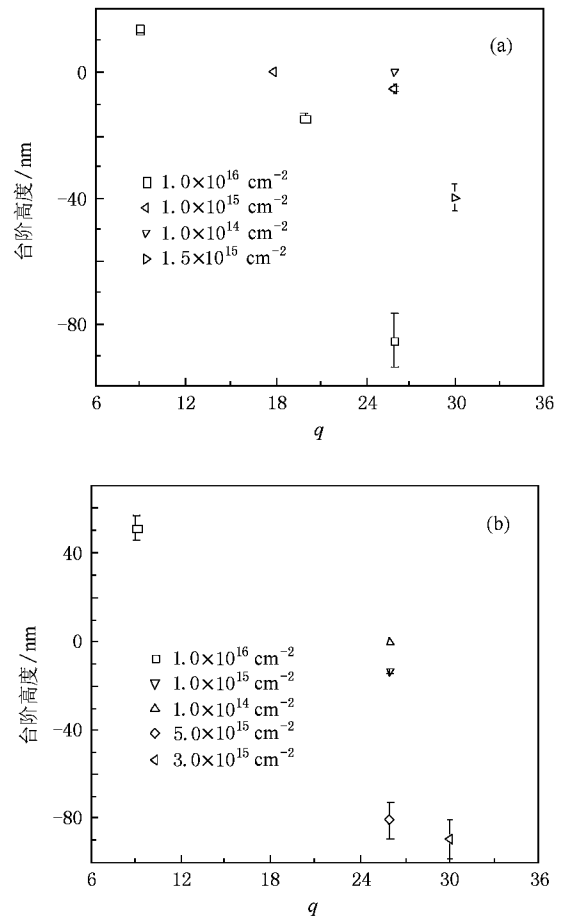 (a)
0
−40
−80
台阶高度/nm
□ 1.0×10¹⁶ cm⁻²
◁ 1.0×10¹⁵ cm⁻²
▽ 1.0×10¹⁴ cm⁻²
▷ 1.5×10¹⁵ cm⁻²
6 12 18 24 30 36
q
(b)
40
0
−40
−80
台阶高度/nm
□ 1.0×10¹⁶ cm⁻²
▽ 1.0×10¹⁵ cm⁻²
△ 1.0×10¹⁴ cm⁻²
◇ 5.0×10¹⁵ cm⁻²
◁ 3.0×10¹⁵ cm⁻²
6 12 18 24 30 36
q